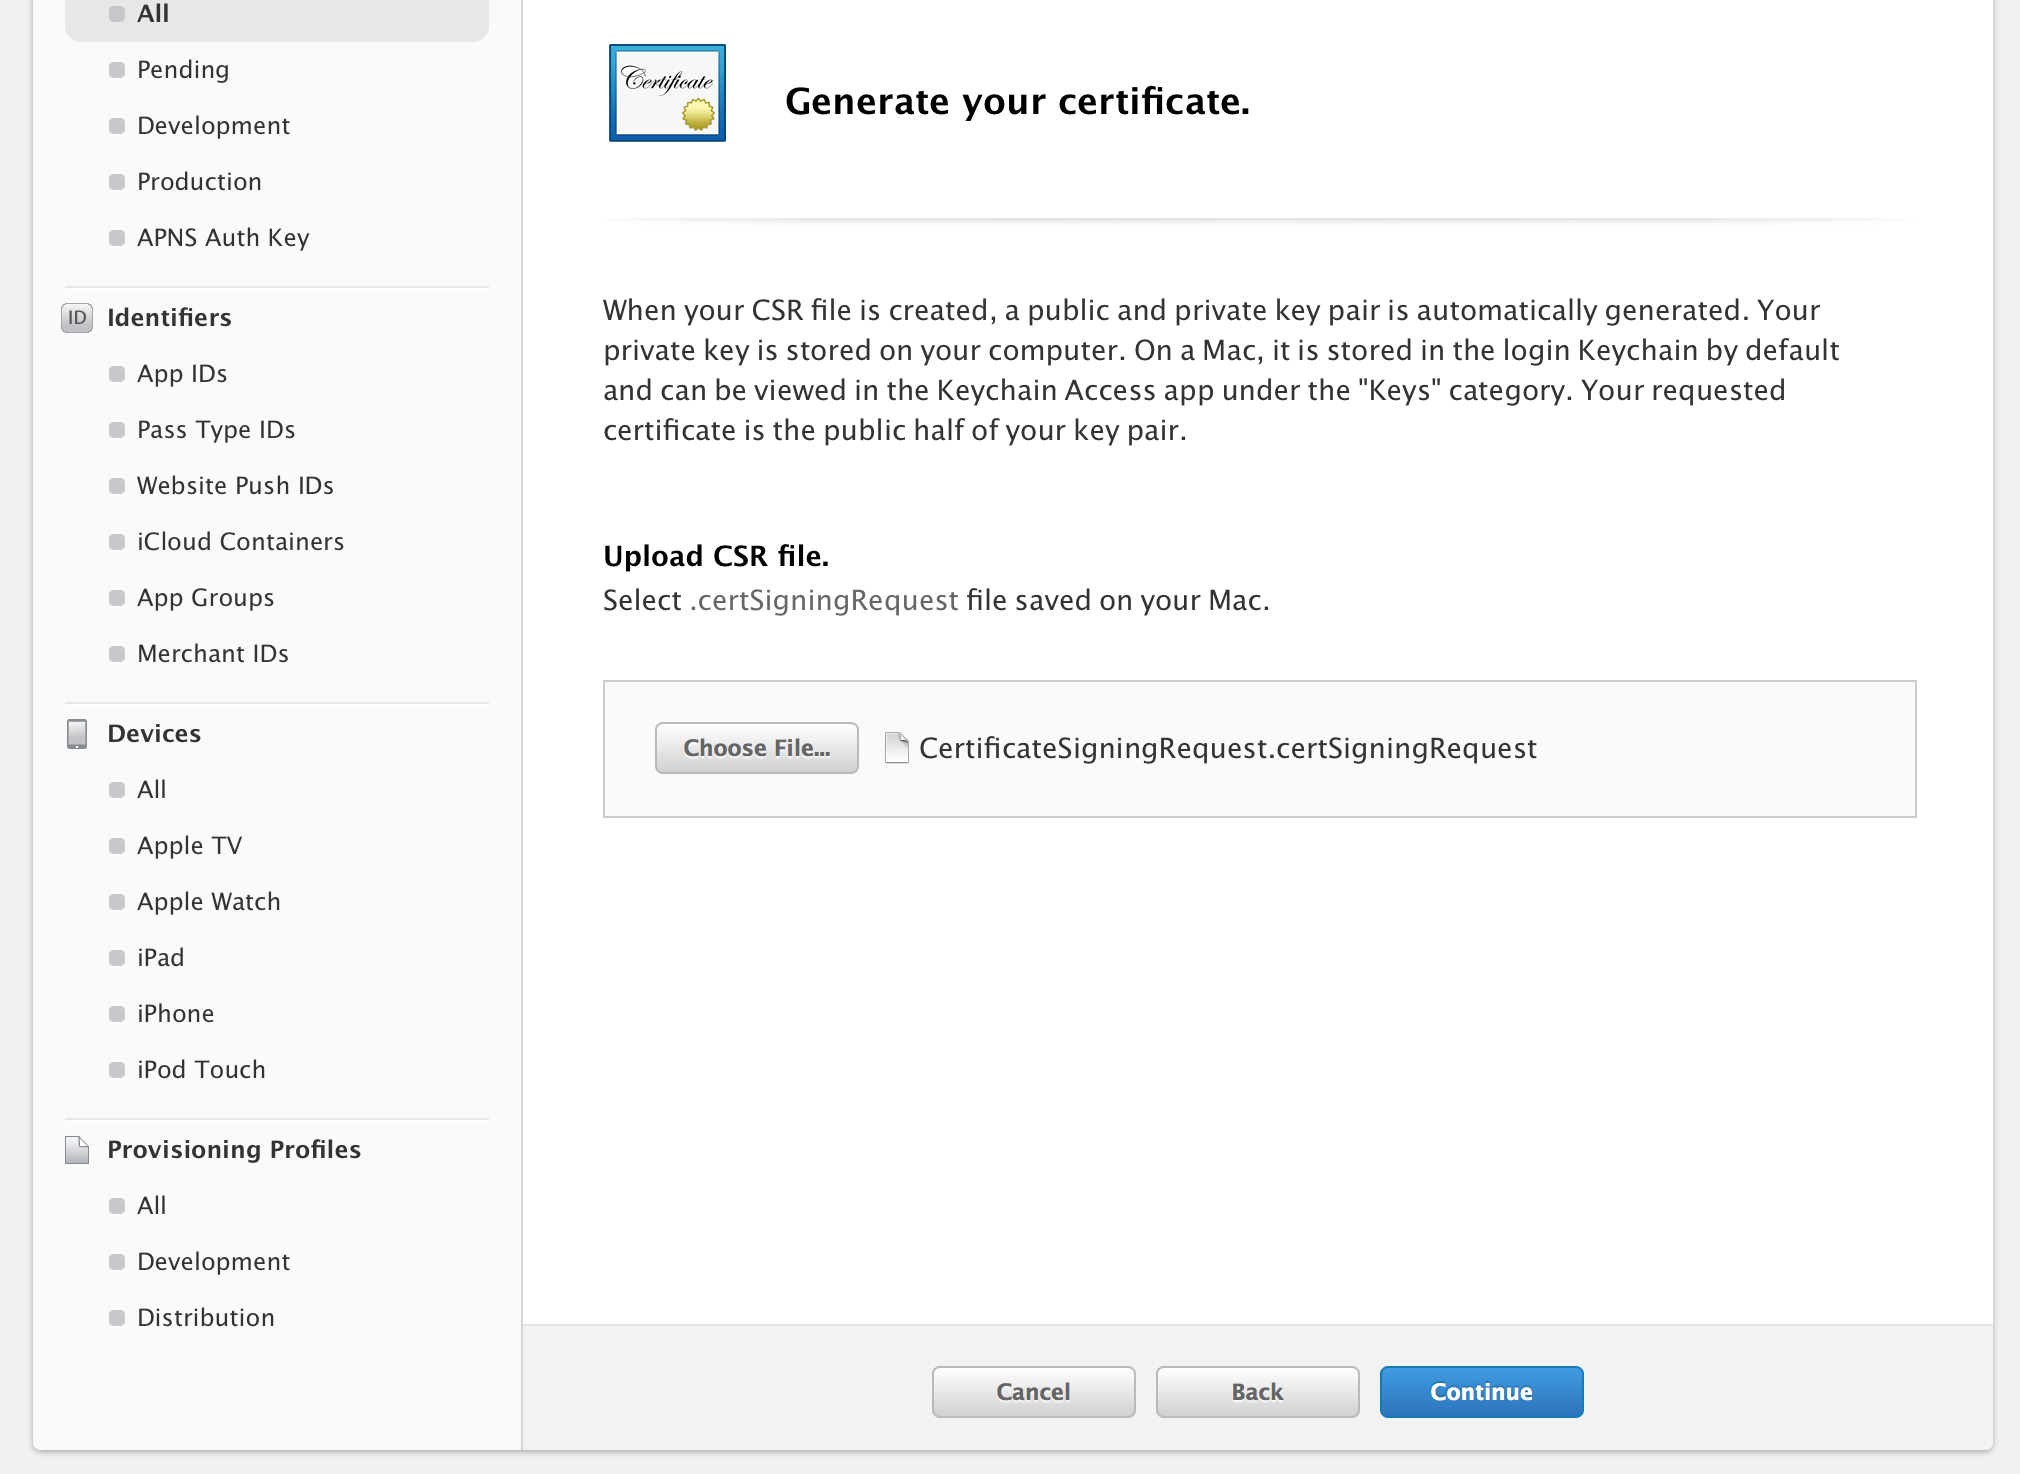 All
Pending
Development
Production
APNS Auth Key
ID Identifiers
App IDs
Pass Type IDs
Website Push IDs
iCloud Containers
App Groups
Merchant IDs
Devices
All
Apple TV
Apple Watch
iPad
iPhone
iPod Touch
Provisioning Profiles
All
Development
Distribution
Certificate
Generate your certificate.
When your CSR file is created, a public and private key pair is automatically generated. Your
private key is stored on your computer. On a Mac, it is stored in the login Keychain by default
and can be viewed in the Keychain Access app under the "Keys" category. Your requested
certificate is the public half of your key pair.
Upload CSR file.
Select .certSigningRequest file saved on your Mac.
Choose File... CertificateSigningRequest.certSigningRequest
Cancel Back Continue